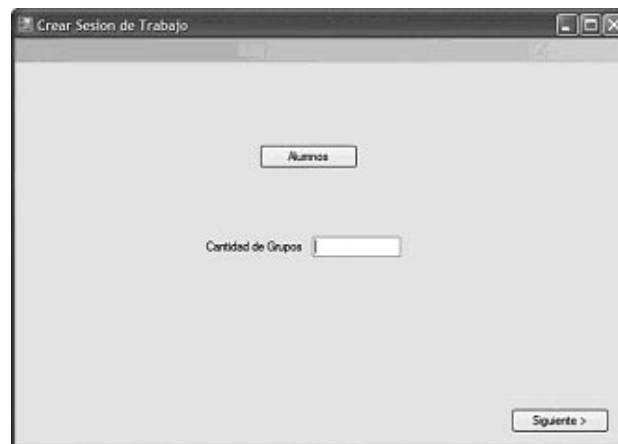 Crear Sesion de Trabajo
Alumnos
Cantidad de Grupos
Siguiente >